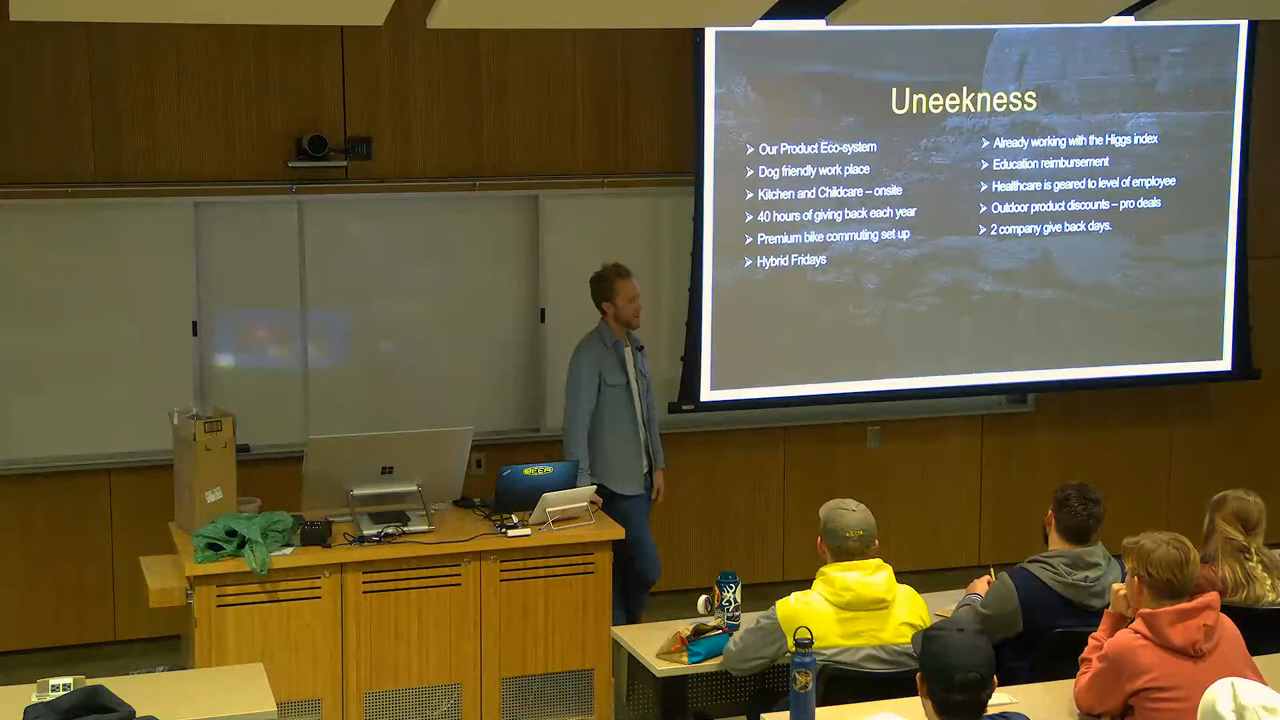 Uneekness
➢ Our Product Eco-system
➢ Dog friendly work place
➢ Kitchen and Childcare – onsite
➢ 40 hours of giving back each year
➢ Premium bike commuting set up
➢ Hybrid Fridays
➢ Already working with the Higgs index
➢ Education reimbursement
➢ Healthcare is geared to level of employee
➢ Outdoor product discounts – pro deals
➢ 2 company give back days.